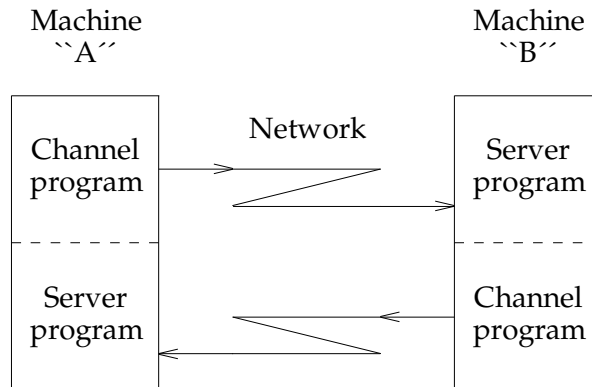 Machine
``A´´
Machine
``B´´
Network
Channel
program
Server
program
Server
program
Channel
program